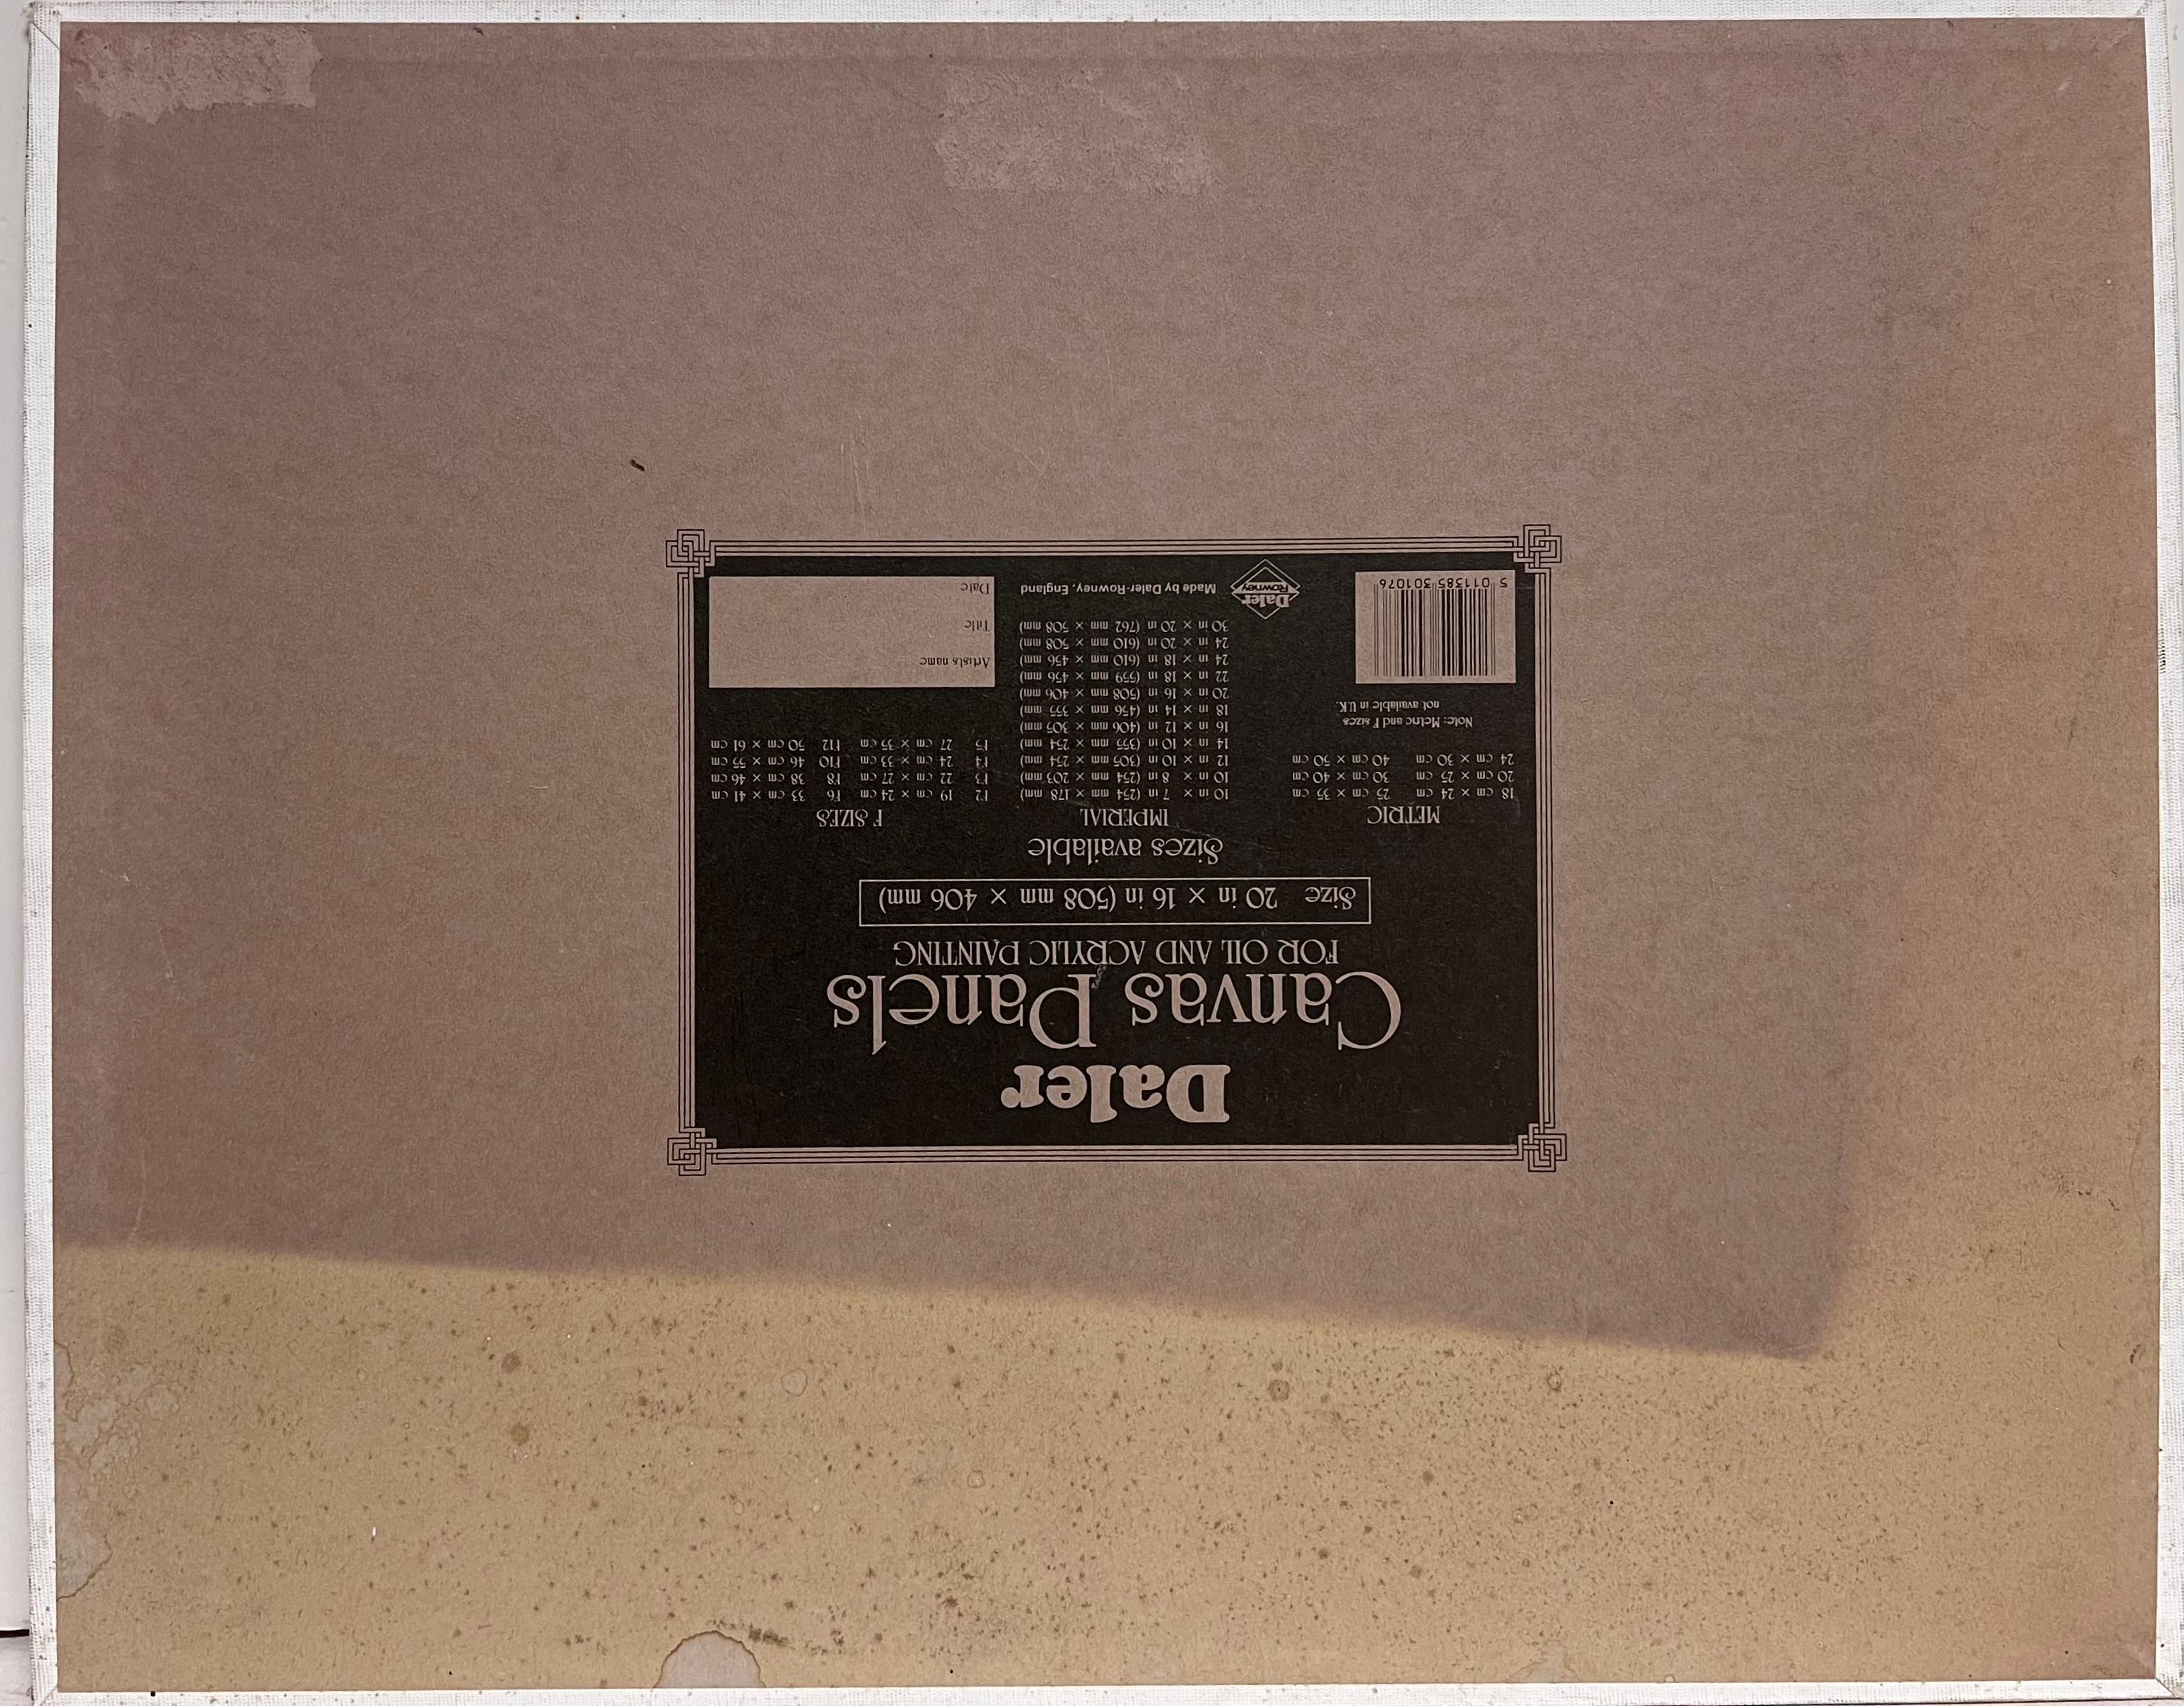 Daler
Canvas Panels
FOR OIL AND ACRYLIC PAINTING
Size 20 in × 16 in (508 mm × 406 mm)
Sizes available
METRIC
18 cm × 24 cm 25 cm × 35 cm
20 cm × 25 cm 30 cm × 40 cm
24 cm × 30 cm 40 cm × 50 cm
Note: Metric and F sizes
not available in U.K.
5 011385 301076
IMPERIAL
10 in × 7 in (254 mm × 178 mm)
10 in × 8 in (254 mm × 203 mm)
12 in × 10 in (305 mm × 254 mm)
14 in × 10 in (355 mm × 254 mm)
16 in × 12 in (406 mm × 305 mm)
18 in × 14 in (456 mm × 355 mm)
20 in × 16 in (508 mm × 406 mm)
22 in × 18 in (559 mm × 456 mm)
24 in × 18 in (610 mm × 456 mm)
24 in × 20 in (610 mm × 508 mm)
30 in × 20 in (762 mm × 508 mm)
Daler
Rowney
Made by Daler-Rowney, England
F SIZES
F2 19 cm × 24 cm F6 33 cm × 41 cm
F3 22 cm × 27 cm F8 38 cm × 46 cm
F4 24 cm × 33 cm F10 46 cm × 55 cm
F5 27 cm × 35 cm F12 50 cm × 61 cm
Artists name
Title
Date